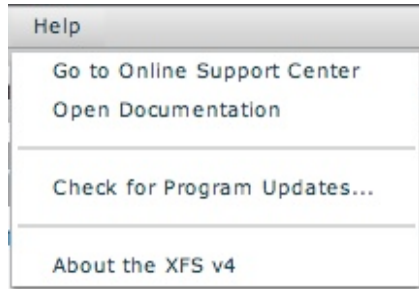 Help
Go to Online Support Center
Open Documentation
Check for Program Updates...
About the XFS v4